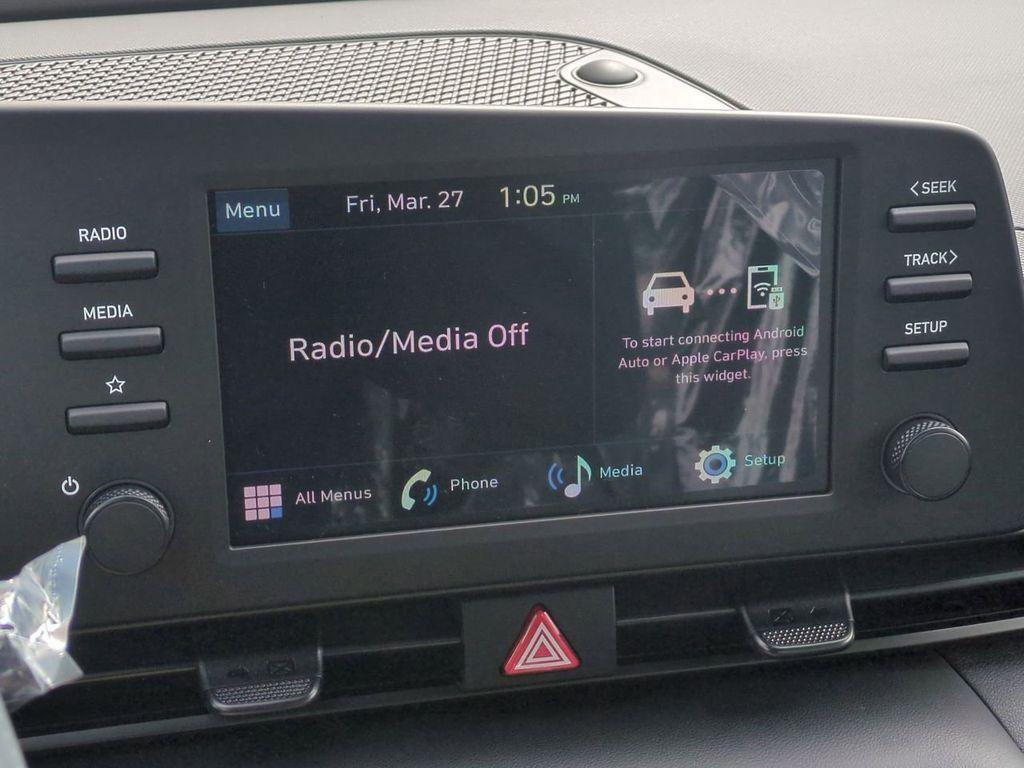 Menu
Fri, Mar. 27
1:05 PM
RADIO
MEDIA
Radio/Media Off
To start connecting Android
Auto or Apple CarPlay, press
this widget.
All Menus
Phone
Media
Setup
<SEEK
TRACK>
SETUP